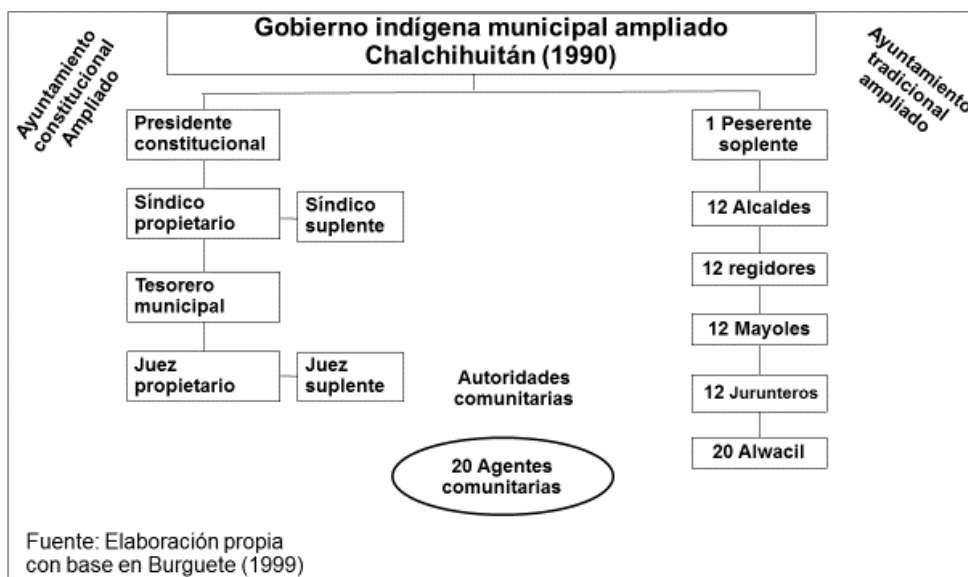 Gobierno indígena municipal ampliado
Chalchihuitán (1990)
Ayuntamiento
constitucional
Ampliado
Ayuntamiento
tradicional
ampliado
Presidente
constitucional
Síndico
propietario
Síndico
suplente
Tesorero
municipal
Juez
propietario
Juez
suplente
1 Peserente
soplente
12 Alcaldes
12 regidores
12 Mayoles
12 Jurunteros
20 Alwacil
Autoridades
comunitarias
20 Agentes
comunitarias
Fuente: Elaboración propia
con base en Burguete (1999)